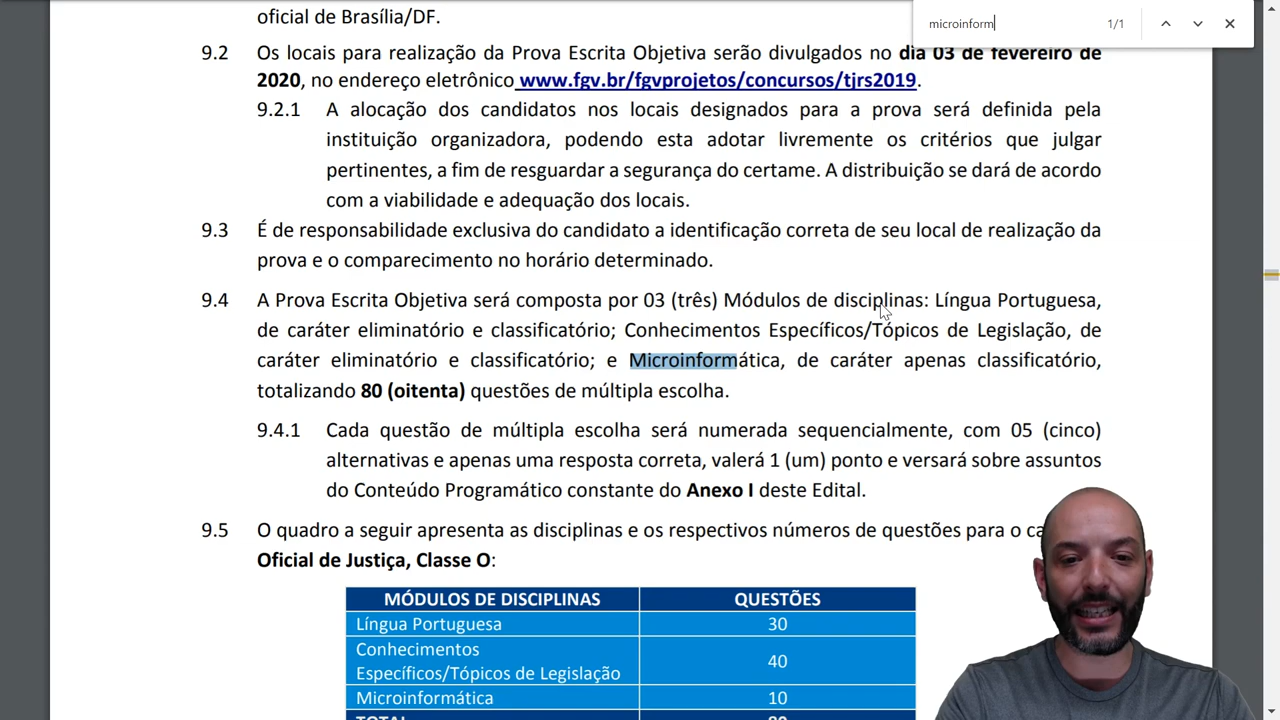 oficial de Brasília/DF.
microinform 1/1
9.2 Os locais para realização da Prova Escrita Objetiva serão divulgados no dia 03 de fevereiro de
2020, no endereço eletrônico www.fgv.br/fgvprojetos/concursos/tjrs2019.
9.2.1 A alocação dos candidatos nos locais designados para a prova será definida pela
instituição organizadora, podendo esta adotar livremente os critérios que julgar
pertinentes, a fim de resguardar a segurança do certame. A distribuição se dará de acordo
com a viabilidade e adequação dos locais.
9.3 É de responsabilidade exclusiva do candidato a identificação correta de seu local de realização da
prova e o comparecimento no horário determinado.
9.4 A Prova Escrita Objetiva será composta por 03 (três) Módulos de disciplinas: Língua Portuguesa,
de caráter eliminatório e classificatório; Conhecimentos Específicos/Tópicos de Legislação, de
caráter eliminatório e classificatório; e Microinformática, de caráter apenas classificatório,
totalizando 80 (oitenta) questões de múltipla escolha.
9.4.1 Cada questão de múltipla escolha será numerada sequencialmente, com 05 (cinco)
alternativas e apenas uma resposta correta, valerá 1 (um) ponto e versará sobre assuntos
do Conteúdo Programático constante do Anexo I deste Edital.
9.5 O quadro a seguir apresenta as disciplinas e os respectivos números de questões para o
Oficial de Justiça, Classe O:
MÓDULOS DE DISCIPLINAS QUESTÕES
Língua Portuguesa 30
Conhecimentos
Específicos/Tópicos de Legislação 40
Microinformática 10
TOTAL 80